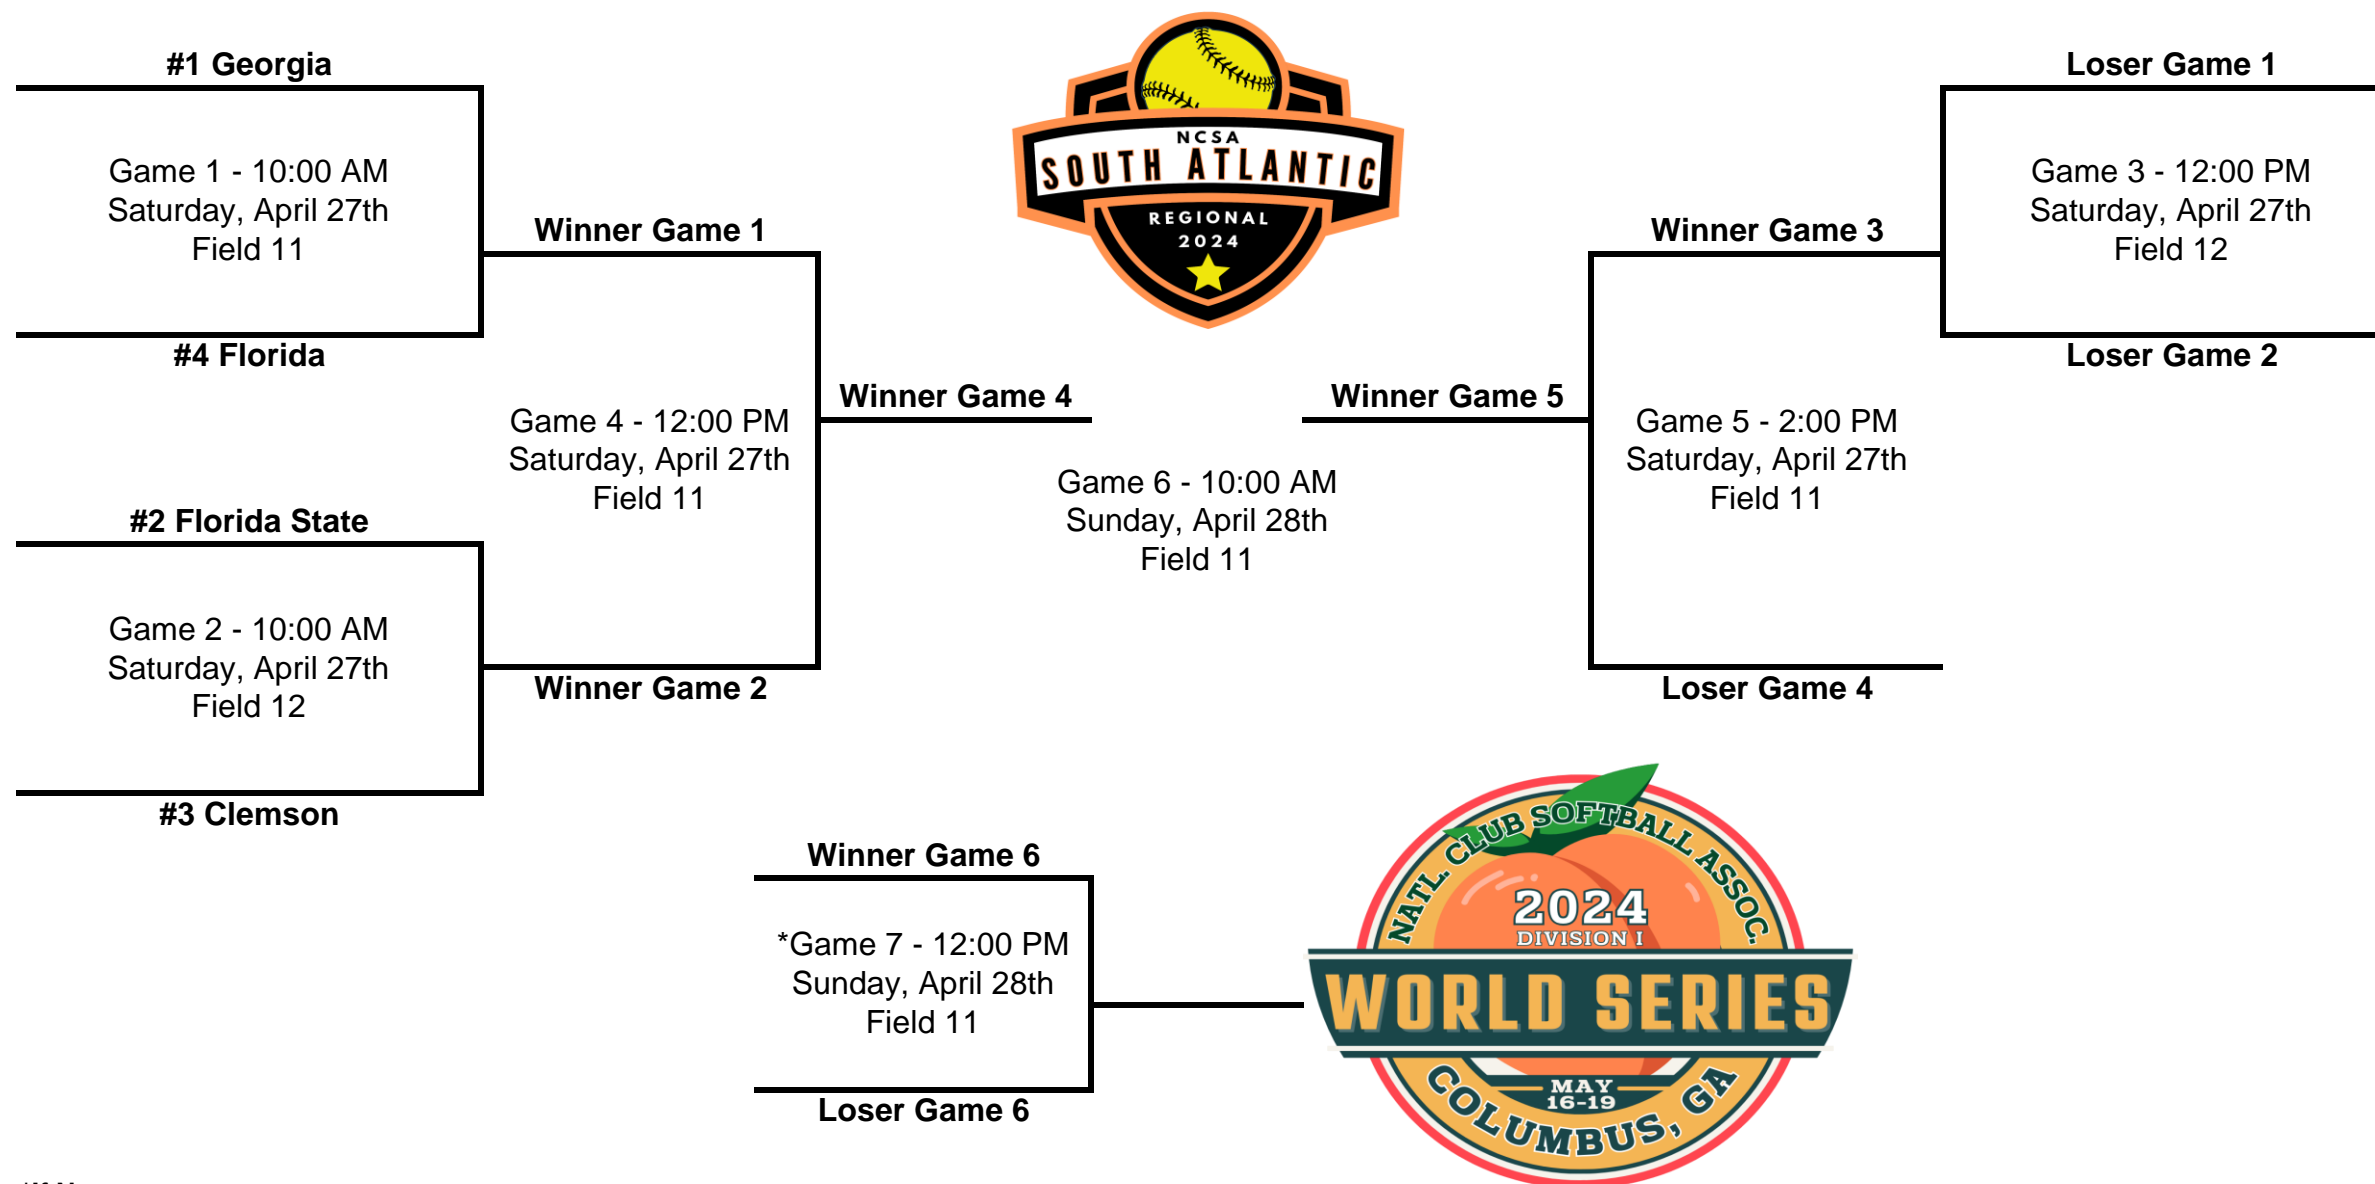 #1 Georgia
Game 1 - 10:00 AM
Saturday, April 27th
Field 11
#4 Florida
Winner Game 1
#2 Florida State
Game 2 - 10:00 AM
Saturday, April 27th
Field 12
#3 Clemson
Winner Game 2
Game 4 - 12:00 PM
Saturday, April 27th
Field 11
Winner Game 4
NCSA
SOUTH ATLANTIC
REGIONAL
2024
Game 6 - 10:00 AM
Sunday, April 28th
Field 11
Winner Game 5
Game 5 - 2:00 PM
Saturday, April 27th
Field 11
Winner Game 3
Loser Game 4
Loser Game 1
Game 3 - 12:00 PM
Saturday, April 27th
Field 12
Loser Game 2
Winner Game 6
*Game 7 - 12:00 PM
Sunday, April 28th
Field 11
Loser Game 6
NATL. CLUB SOFTBALL ASSOC.
2024
DIVISION I
WORLD SERIES
MAY
16-19
COLUMBUS, GA